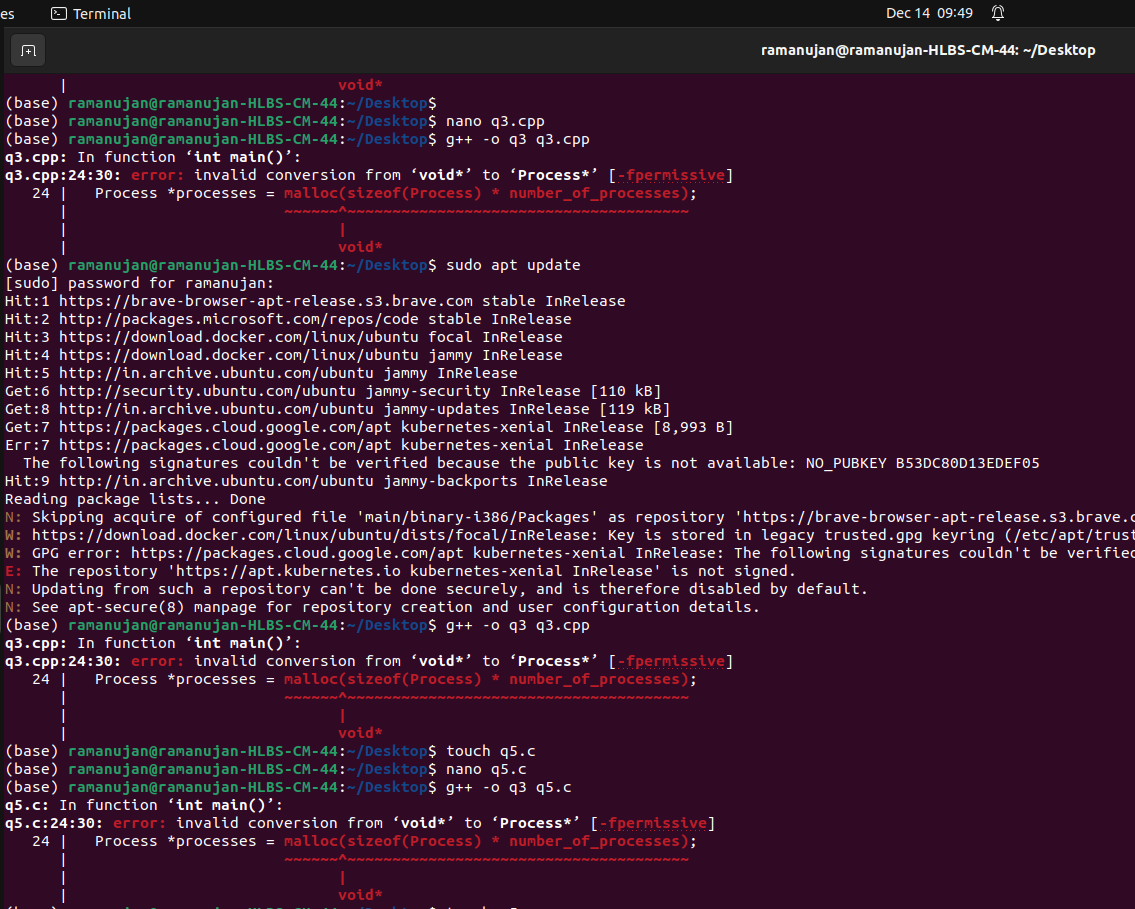 es Terminal Dec 14 09:49
ramanujan@ramanujan-HLBS-CM-44: ~/Desktop
| void*
(base) ramanujan@ramanujan-HLBS-CM-44:~/Desktop$
(base) ramanujan@ramanujan-HLBS-CM-44:~/Desktop$ nano q3.cpp
(base) ramanujan@ramanujan-HLBS-CM-44:~/Desktop$ g++ -o q3 q3.cpp
q3.cpp: In function ‘int main()’:
q3.cpp:24:30: error: invalid conversion from ‘void*’ to ‘Process*’ [-fpermissive]
24 | Process *processes = malloc(sizeof(Process) * number_of_processes);
| ~~~~~~^~~~~~~~~~~~~~~~~~~~~~~~~~~~~~~~~~~~~~~
| |
| void*
(base) ramanujan@ramanujan-HLBS-CM-44:~/Desktop$ sudo apt update
[sudo] password for ramanujan:
Hit:1 https://brave-browser-apt-release.s3.brave.com stable InRelease
Hit:2 http://packages.microsoft.com/repos/code stable InRelease
Hit:3 https://download.docker.com/linux/ubuntu focal InRelease
Hit:4 https://download.docker.com/linux/ubuntu jammy InRelease
Hit:5 http://in.archive.ubuntu.com/ubuntu jammy InRelease
Get:6 http://security.ubuntu.com/ubuntu jammy-security InRelease [110 kB]
Get:8 http://in.archive.ubuntu.com/ubuntu jammy-updates InRelease [119 kB]
Get:7 https://packages.cloud.google.com/apt kubernetes-xenial InRelease [8,993 B]
Err:7 https://packages.cloud.google.com/apt kubernetes-xenial InRelease
The following signatures couldn't be verified because the public key is not available: NO_PUBKEY B53DC80D13EDEF05
Hit:9 http://in.archive.ubuntu.com/ubuntu jammy-backports InRelease
Reading package lists... Done
N: Skipping acquire of configured file 'main/binary-i386/Packages' as repository 'https://brave-browser-apt-release.s3.brave.c
W: https://download.docker.com/linux/ubuntu/dists/focal/InRelease: Key is stored in legacy trusted.gpg keyring (/etc/apt/trust
W: GPG error: https://packages.cloud.google.com/apt kubernetes-xenial InRelease: The following signatures couldn't be verified
E: The repository 'https://apt.kubernetes.io kubernetes-xenial InRelease' is not signed.
N: Updating from such a repository can't be done securely, and is therefore disabled by default.
N: See apt-secure(8) manpage for repository creation and user configuration details.
(base) ramanujan@ramanujan-HLBS-CM-44:~/Desktop$ g++ -o q3 q3.cpp
q3.cpp: In function ‘int main()’:
q3.cpp:24:30: error: invalid conversion from ‘void*’ to ‘Process*’ [-fpermissive]
24 | Process *processes = malloc(sizeof(Process) * number_of_processes);
| ~~~~~~^~~~~~~~~~~~~~~~~~~~~~~~~~~~~~~~~~~~~~~
| |
| void*
(base) ramanujan@ramanujan-HLBS-CM-44:~/Desktop$ touch q5.c
(base) ramanujan@ramanujan-HLBS-CM-44:~/Desktop$ nano q5.c
(base) ramanujan@ramanujan-HLBS-CM-44:~/Desktop$ g++ -o q3 q5.c
q5.c: In function ‘int main()’:
q5.c:24:30: error: invalid conversion from ‘void*’ to ‘Process*’ [-fpermissive]
24 | Process *processes = malloc(sizeof(Process) * number_of_processes);
| ~~~~~~^~~~~~~~~~~~~~~~~~~~~~~~~~~~~~~~~~~~~~~
| |
| void*